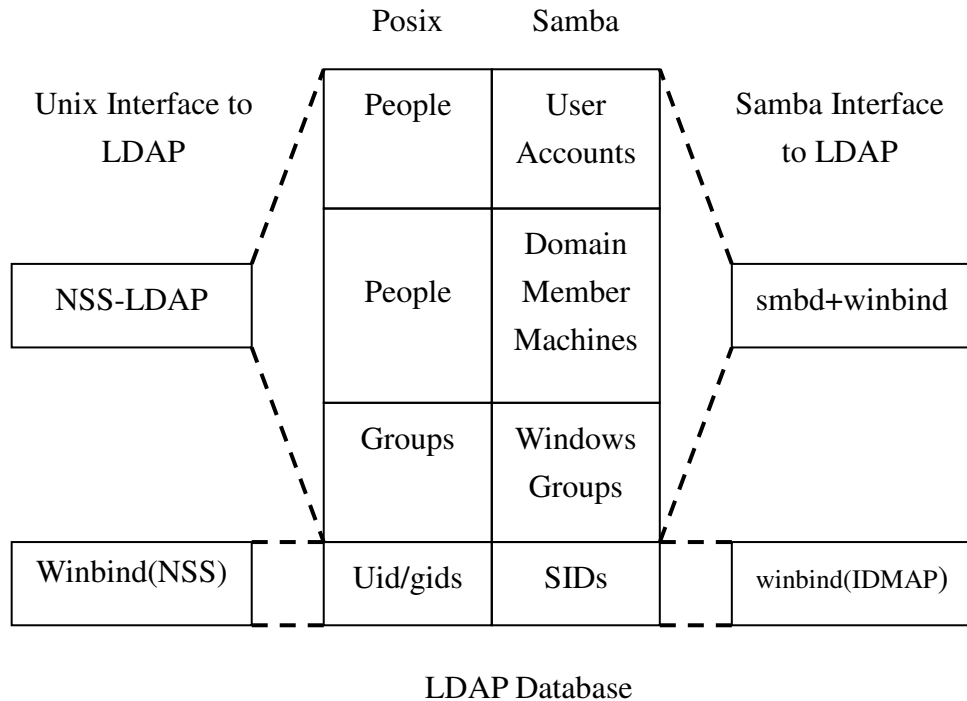 Posix
Samba
Unix Interface to
LDAP
People
User
Accounts
Samba Interface
to LDAP
NSS-LDAP
People
Domain
Member
Machines
smbd+winbind
Groups
Windows
Groups
Winbind(NSS)
Uid/gids
SIDs
winbind(IDMAP)
LDAP Database